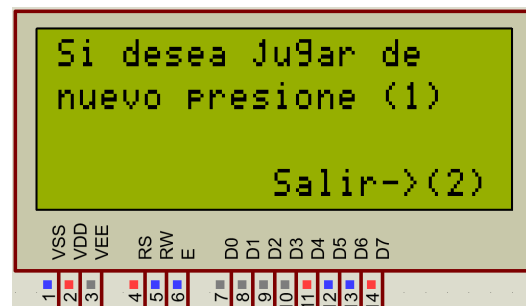 Si desea Jugar de
nuevo presione (1)
Salir->(2)
VSS
VDD
VEE
RS
RW
E
D0
D1
D2
D3
D4
D5
D6
D7
1
2
3
4
5
6
7
8
9
10
11
12
13
14